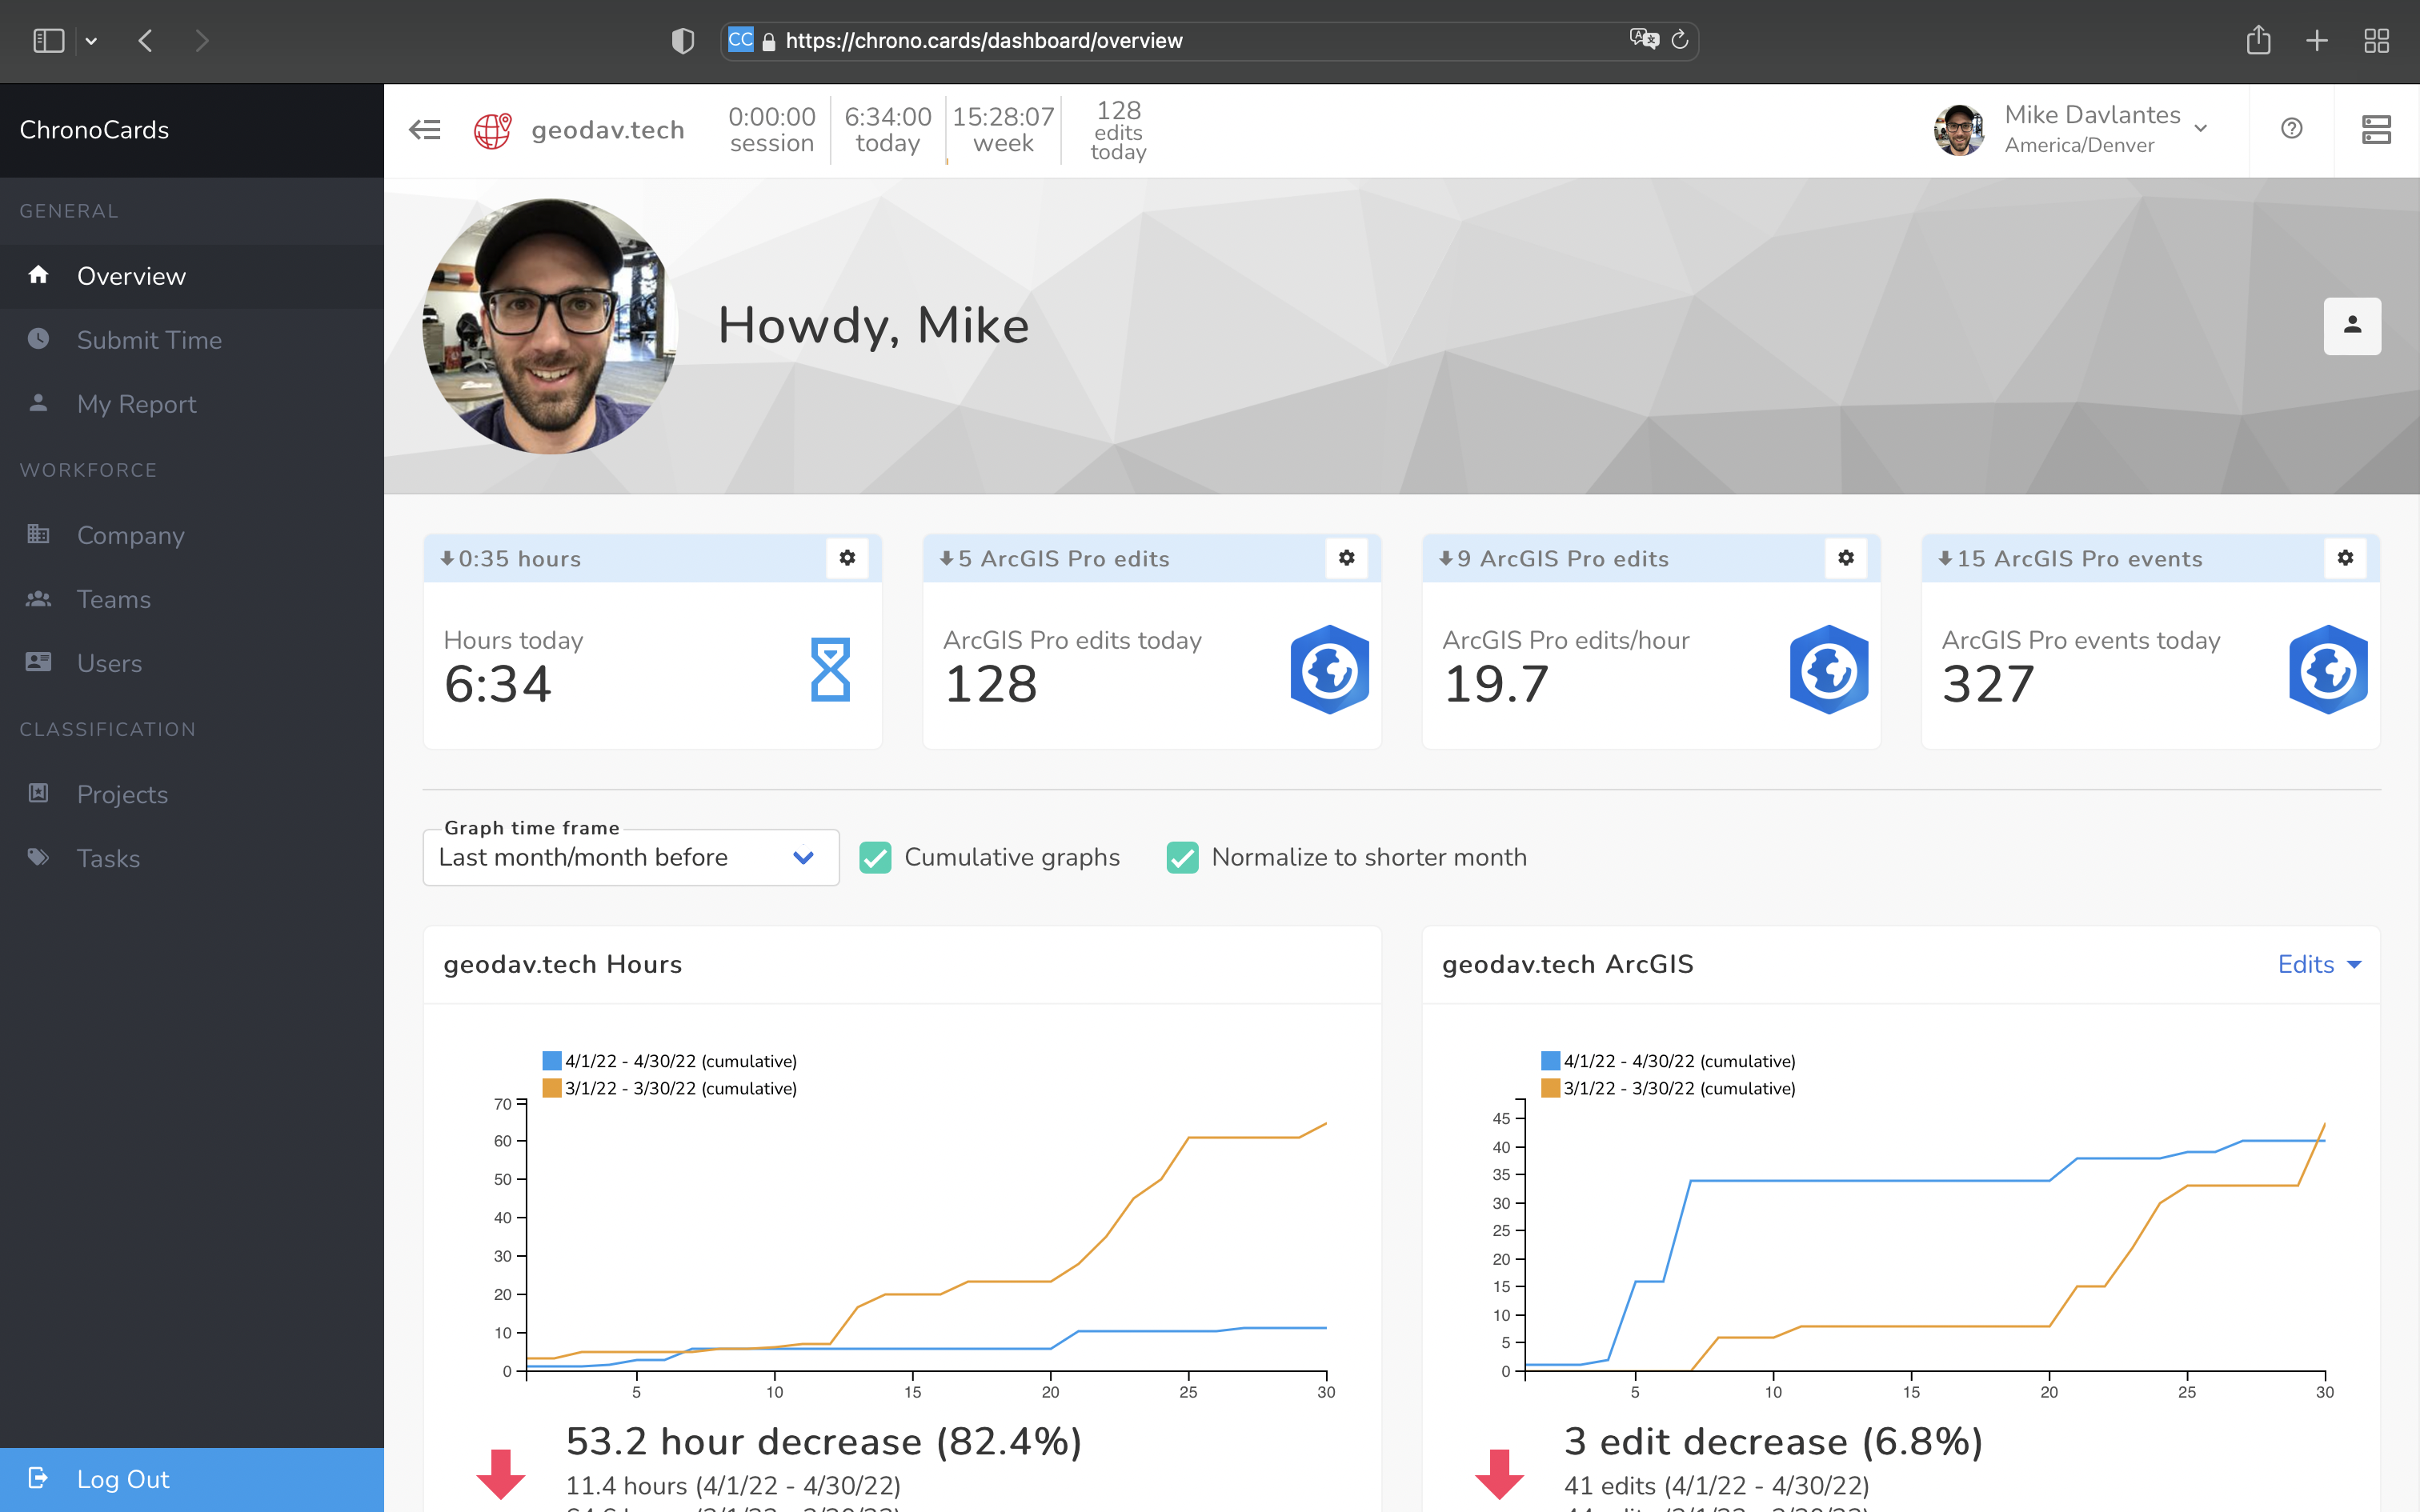 CC https://chrono.cards/dashboard/overview
ChronoCards
geodav.tech
0:00:00 session
6:34:00 today
15:28:07 week
128 edits today
Mike Davlantes
America/Denver
GENERAL
Overview
Submit Time
My Report
WORKFORCE
Company
Teams
Users
CLASSIFICATION
Projects
Tasks
Log Out
Howdy, Mike
0:35 hours
Hours today
6:34
5 ArcGIS Pro edits
ArcGIS Pro edits today
128
9 ArcGIS Pro edits
ArcGIS Pro edits/hour
19.7
15 ArcGIS Pro events
ArcGIS Pro events today
327
Graph time frame
Last month/month before
Cumulative graphs
Normalize to shorter month
geodav.tech Hours
4/1/22 - 4/30/22 (cumulative)
3/1/22 - 3/30/22 (cumulative)
70
60
50
40
30
20
10
0
5 10 15 20 25 30
53.2 hour decrease (82.4%)
11.4 hours (4/1/22 - 4/30/22)
geodav.tech ArcGIS
Edits
4/1/22 - 4/30/22 (cumulative)
3/1/22 - 3/30/22 (cumulative)
45
40
35
30
25
20
15
10
5
0
5 10 15 20 25 30
3 edit decrease (6.8%)
41 edits (4/1/22 - 4/30/22)